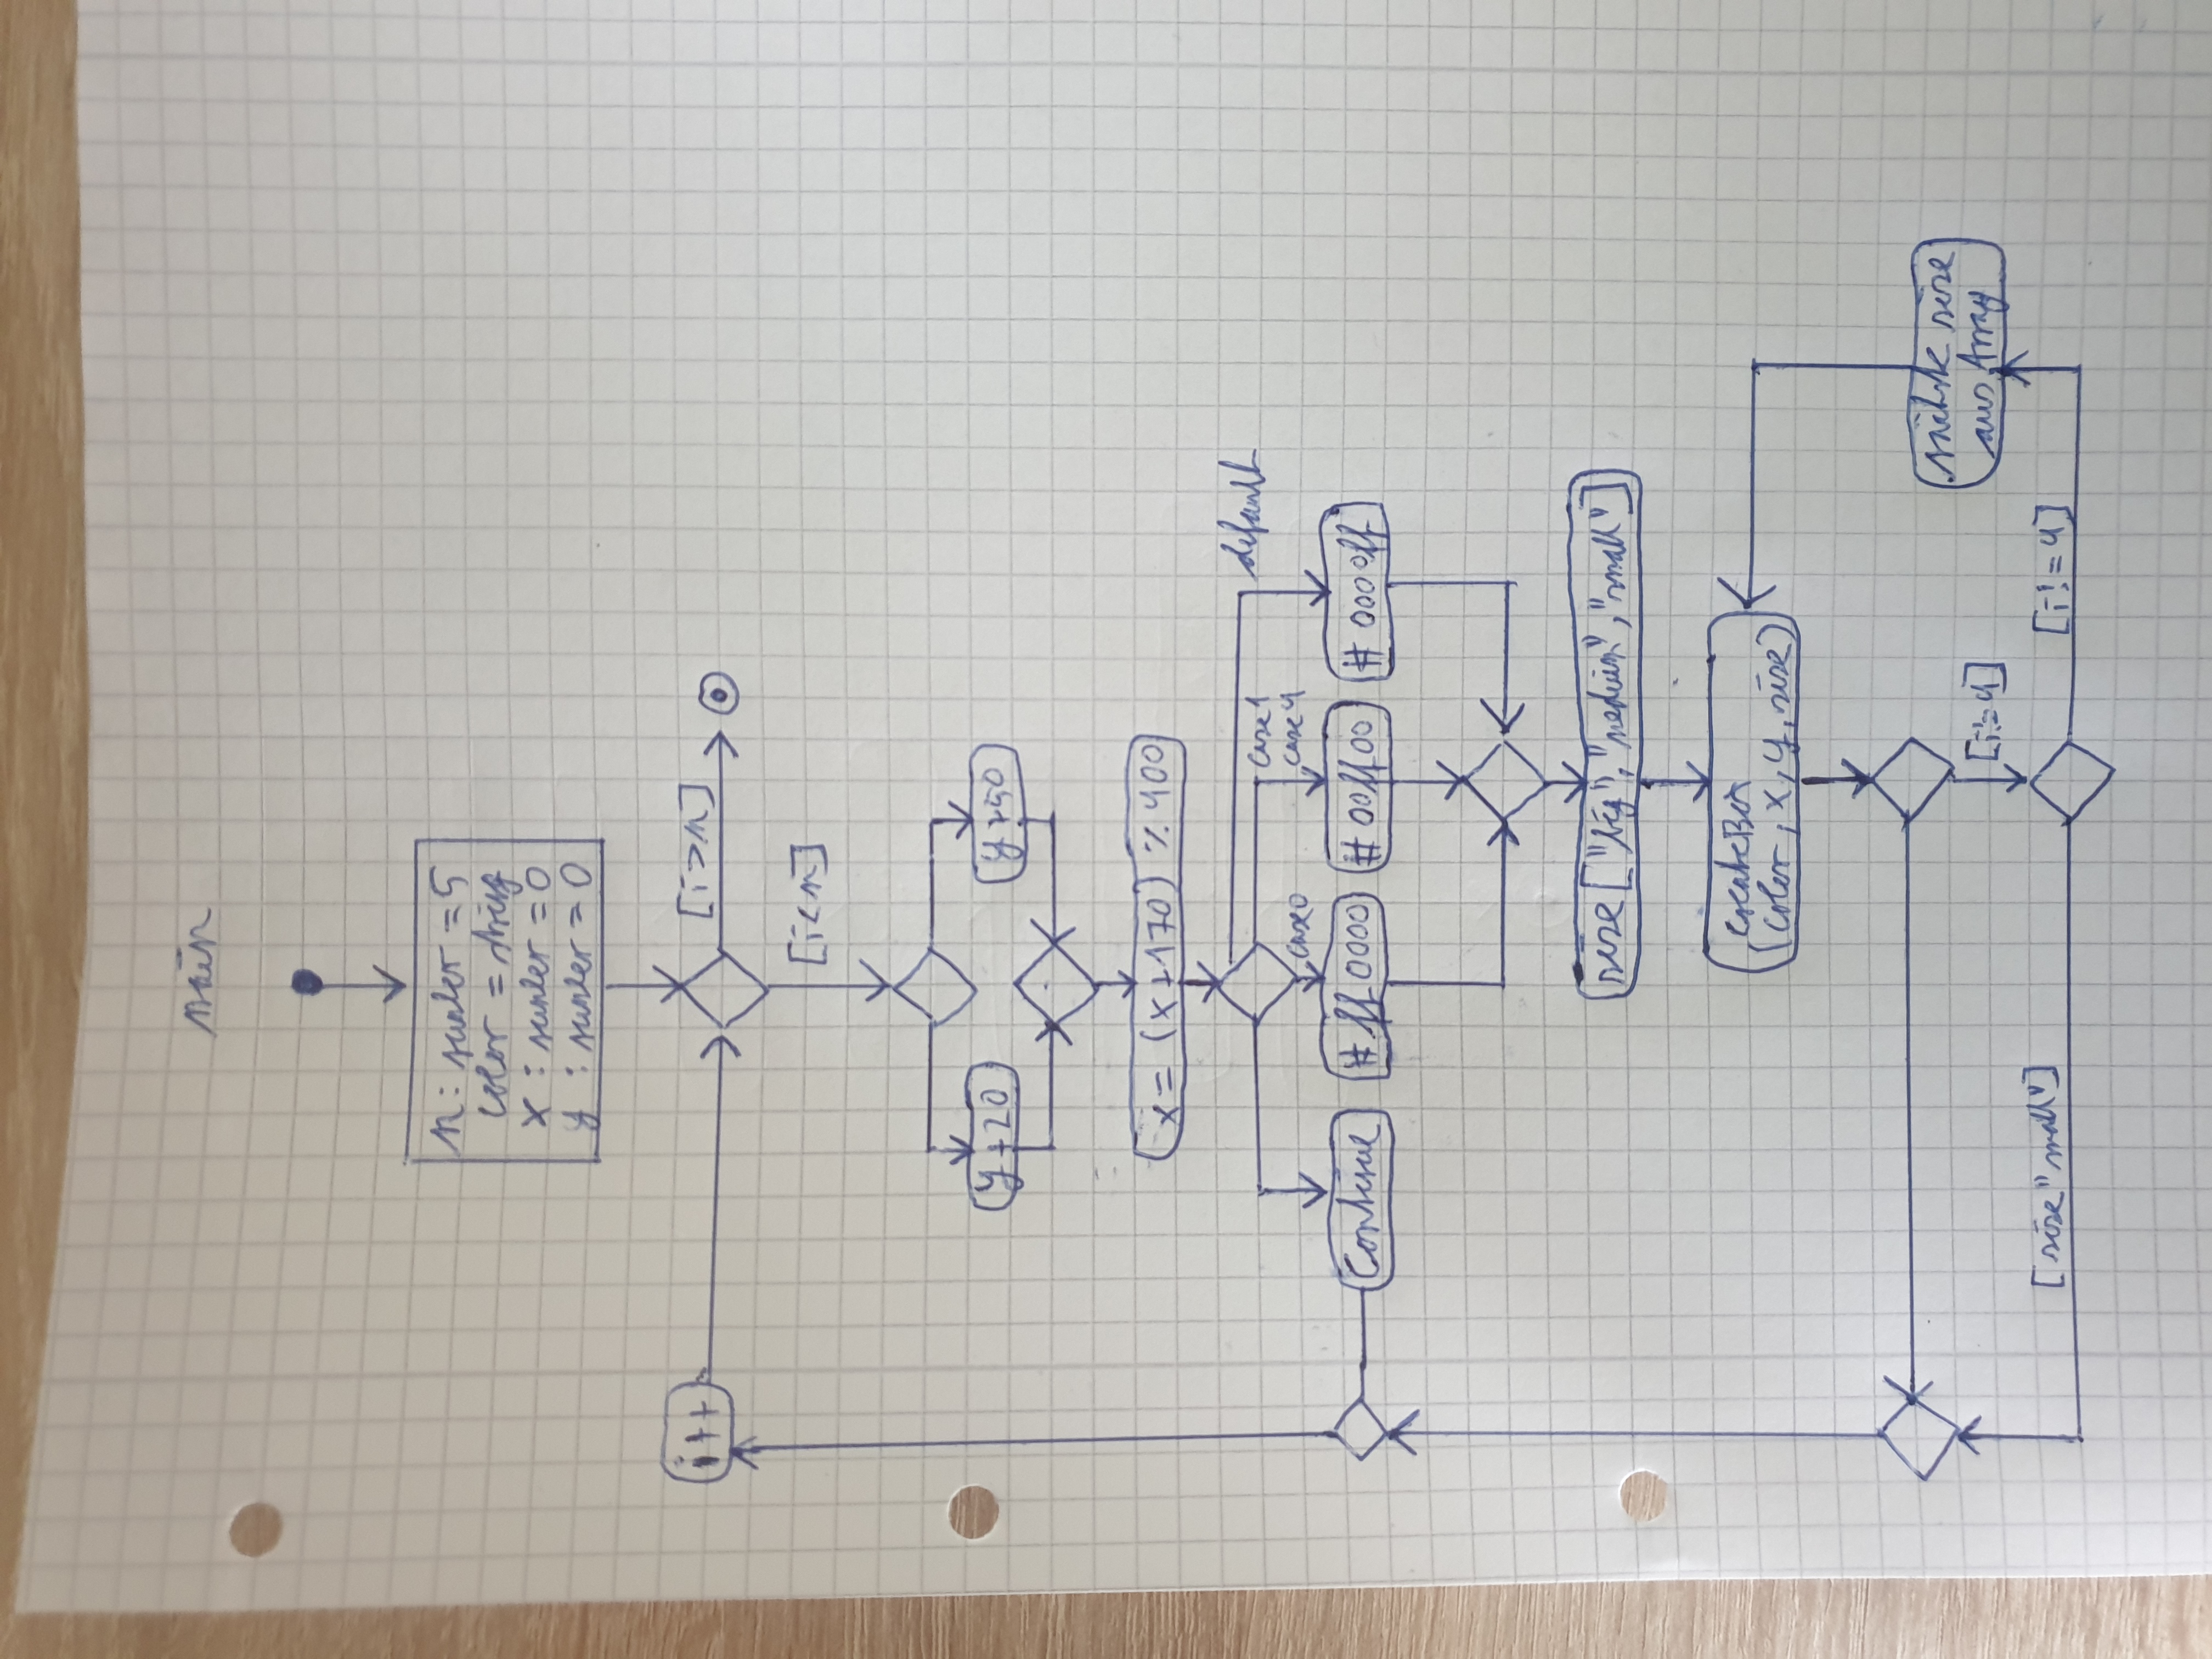 main
n : number = 5
color = string
x : number = 0
y : number = 0
i++
[i>n]
[i<n]
y+20
y+50
x = (x+170) % 400
default
case 1
case 4
case 0
Continue
# ff0000
# 00ff00
# 0000ff
size ["big", "medium", "small"]
createBox
(color, x, y, size)
nächste size
aus Array
[i!=4]
[size "small"]
[i!=4]